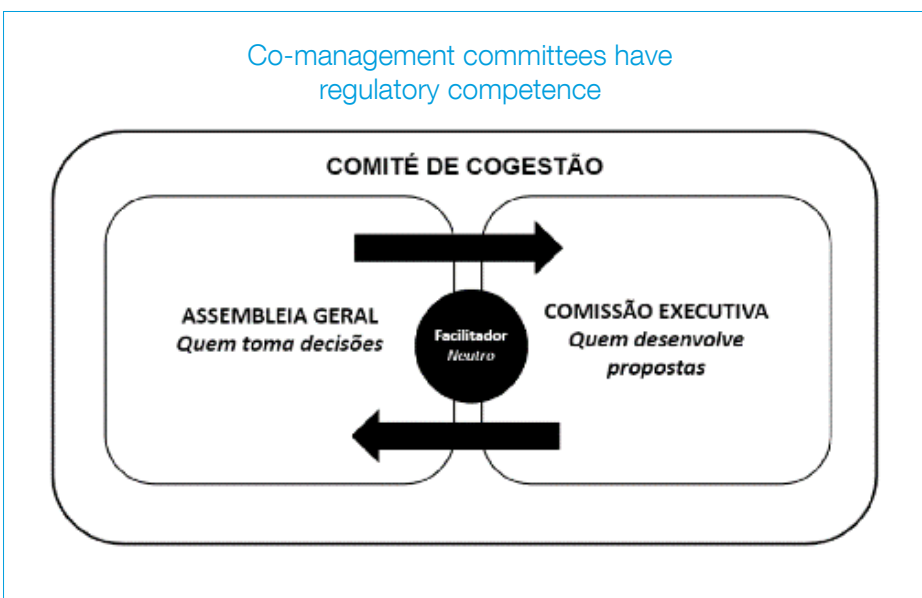 Co-management committees have
regulatory competence
COMITÉ DE COGESTÃO
ASSEMBLEIA GERAL
Quem toma decisões
Facilitador
Neutro
COMISSÃO EXECUTIVA
Quem desenvolve
propostas